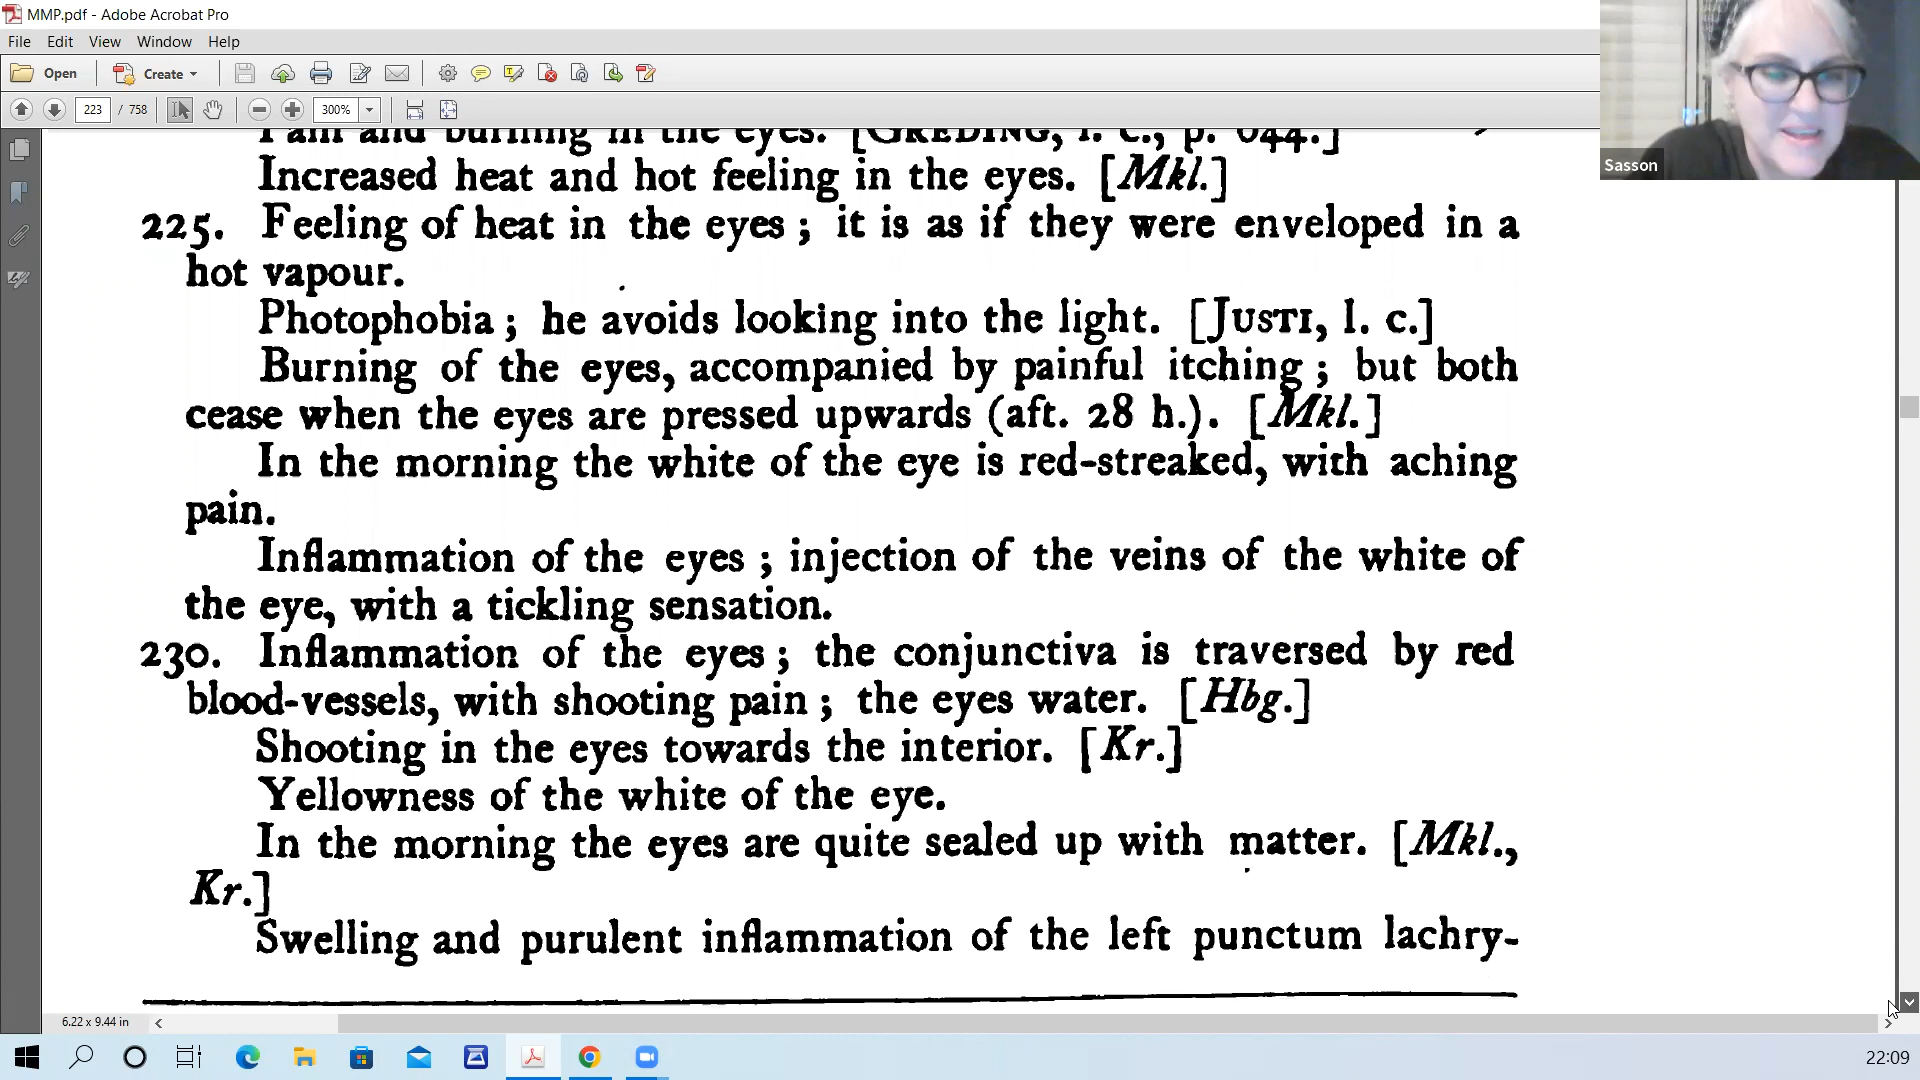 MMP.pdf - Adobe Acrobat Pro
File Edit View Window Help
Open Create
223 / 758 300%
Sasson
Pain and burning in the eyes. [GREDING, l. c., p. 644.]
Increased heat and hot feeling in the eyes. [Mkl.]
225. Feeling of heat in the eyes ; it is as if they were enveloped in a
hot vapour.
Photophobia ; he avoids looking into the light. [JUSTI, l. c.]
Burning of the eyes, accompanied by painful itching ; but both
cease when the eyes are pressed upwards (aft. 28 h.). [Mkl.]
In the morning the white of the eye is red-streaked, with aching
pain.
Inflammation of the eyes ; injection of the veins of the white of
the eye, with a tickling sensation.
230. Inflammation of the eyes ; the conjunctiva is traversed by red
blood-vessels, with shooting pain ; the eyes water. [Hbg.]
Shooting in the eyes towards the interior. [Kr.]
Yellowness of the white of the eye.
In the morning the eyes are quite sealed up with matter. [Mkl.,
Kr.]
Swelling and purulent inflammation of the left punctum lachry-
6.22 x 9.44 in
22:09